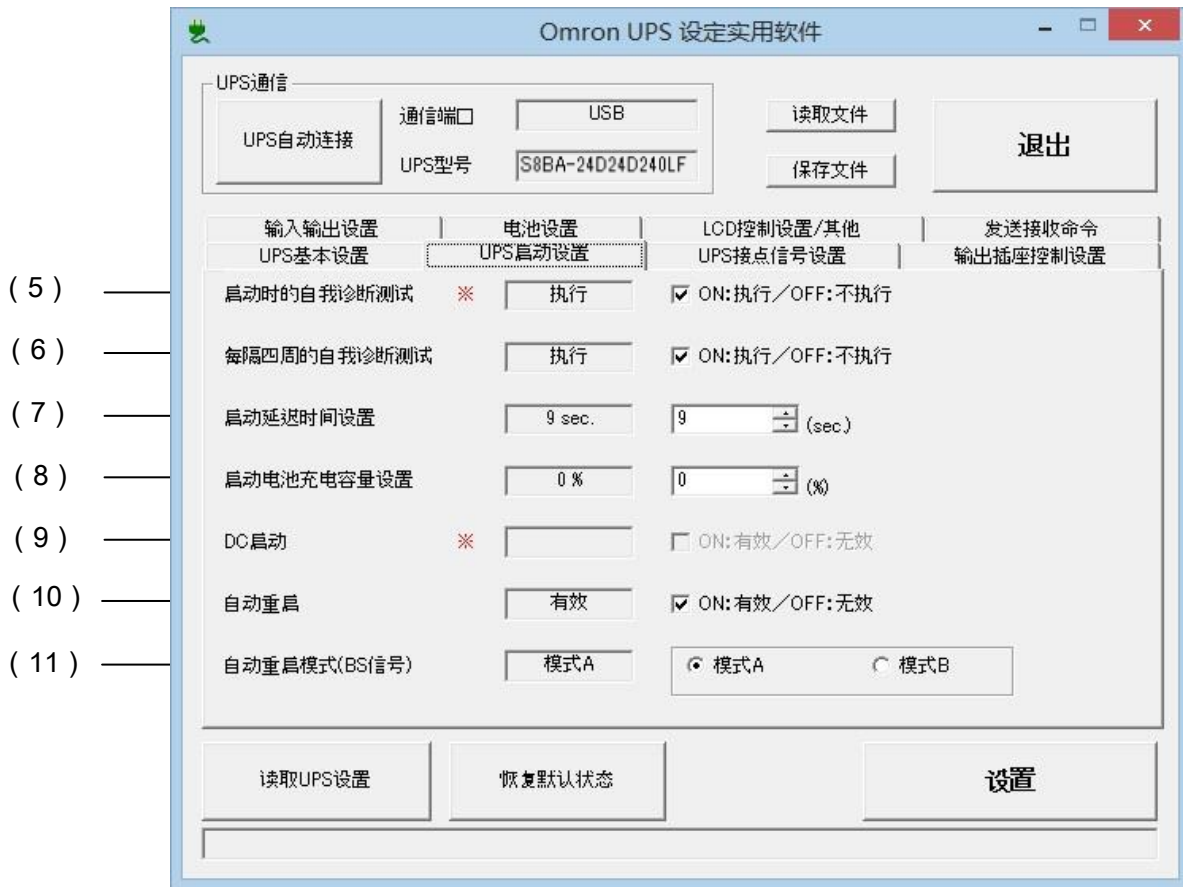 Omron UPS 设定实用软件
UPS通信
UPS自动连接
通信端口
USB
UPS型号
S8BA-24D24D240LF
读取文件
保存文件
退出
输入输出设置
电池设置
LCD控制设置/其他
发送接收命令
UPS基本设置
UPS启动设置
UPS接点信号设置
输出插座控制设置
(5) 启动时的自我诊断测试 ※ 执行 ON:执行／OFF:不执行
(6) 每隔四周的自我诊断测试 执行 ON:执行／OFF:不执行
(7) 启动延迟时间设置 9 sec. 9 (sec.)
(8) 启动电池充电容量设置 0 % 0 (%)
(9) DC启动 ※ ON:有效／OFF:无效
(10) 自动重启 有效 ON:有效／OFF:无效
(11) 自动重启模式(BS信号) 模式A 模式A 模式B
读取UPS设置
恢复默认状态
设置